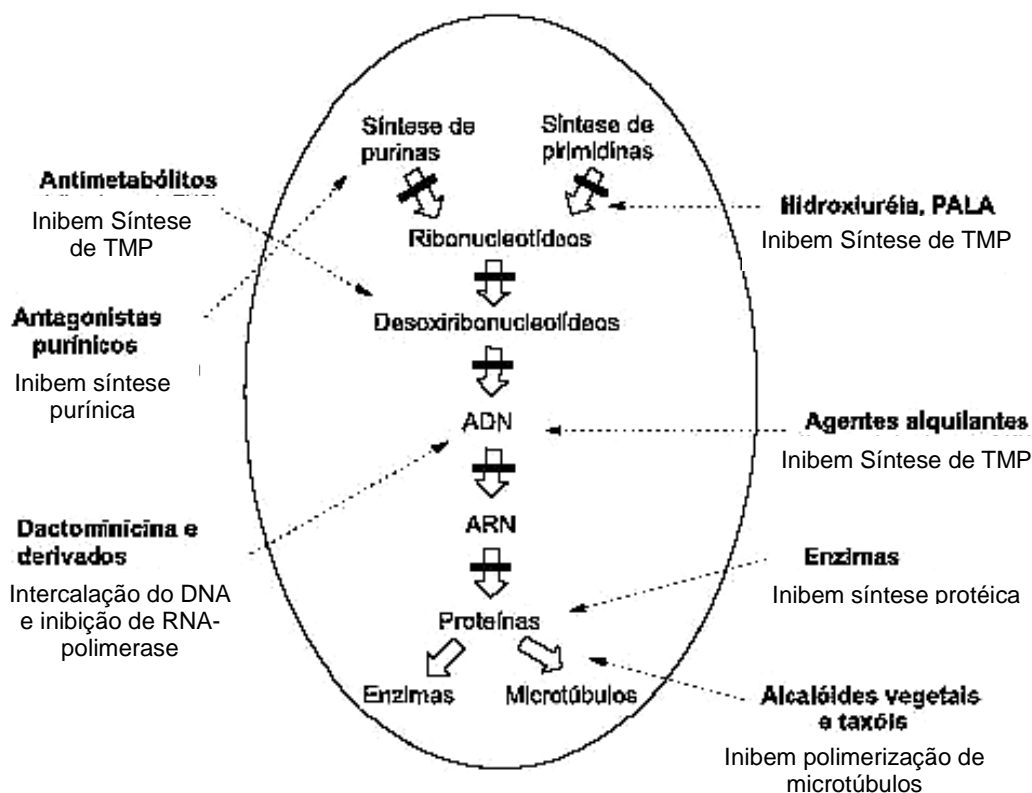 Síntese de
purinas
Síntese de
pirimidinas
Antimetabólitos
Inibem Síntese
de TMP
Hidroxiuréia, PALA
Inibem Síntese de TMP
Ribonucleotídeos
Antagonistas
purínicos
Inibem síntese
purínica
Desoxiribonucleotídeos
ADN
Agentes alquilantes
Inibem Síntese de TMP
ARN
Dactominicina e
derivados
Intercalação do DNA
e inibição de RNA-
polimerase
Enzimas
Inibem síntese protéica
Proteínas
Enzimas
Microtúbulos
Alcalóides vegetais
e taxóis
Inibem polimerização de
microtúbulos